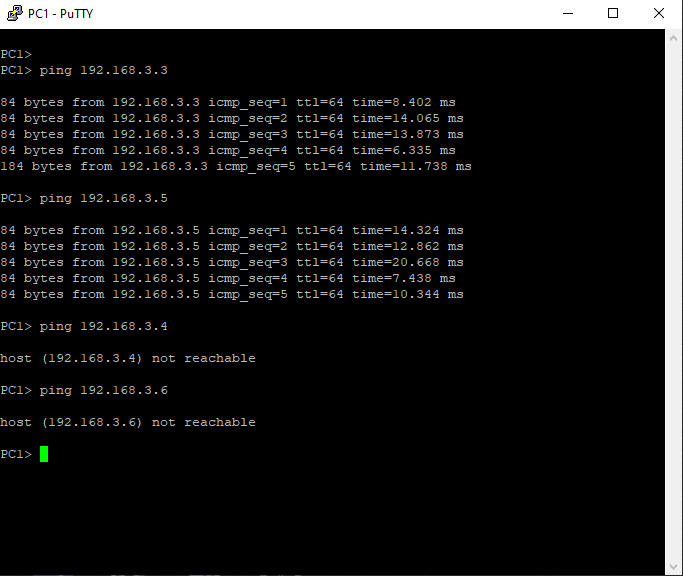 PC1 - PuTTY
PC1>
PC1> ping 192.168.3.3
84 bytes from 192.168.3.3 icmp_seq=1 ttl=64 time=8.402 ms
84 bytes from 192.168.3.3 icmp_seq=2 ttl=64 time=14.065 ms
84 bytes from 192.168.3.3 icmp_seq=3 ttl=64 time=13.873 ms
84 bytes from 192.168.3.3 icmp_seq=4 ttl=64 time=6.335 ms
184 bytes from 192.168.3.3 icmp_seq=5 ttl=64 time=11.738 ms
PC1> ping 192.168.3.5
84 bytes from 192.168.3.5 icmp_seq=1 ttl=64 time=14.324 ms
84 bytes from 192.168.3.5 icmp_seq=2 ttl=64 time=12.862 ms
84 bytes from 192.168.3.5 icmp_seq=3 ttl=64 time=20.668 ms
84 bytes from 192.168.3.5 icmp_seq=4 ttl=64 time=7.438 ms
84 bytes from 192.168.3.5 icmp_seq=5 ttl=64 time=10.344 ms
PC1> ping 192.168.3.4
host (192.168.3.4) not reachable
PC1> ping 192.168.3.6
host (192.168.3.6) not reachable
PC1>